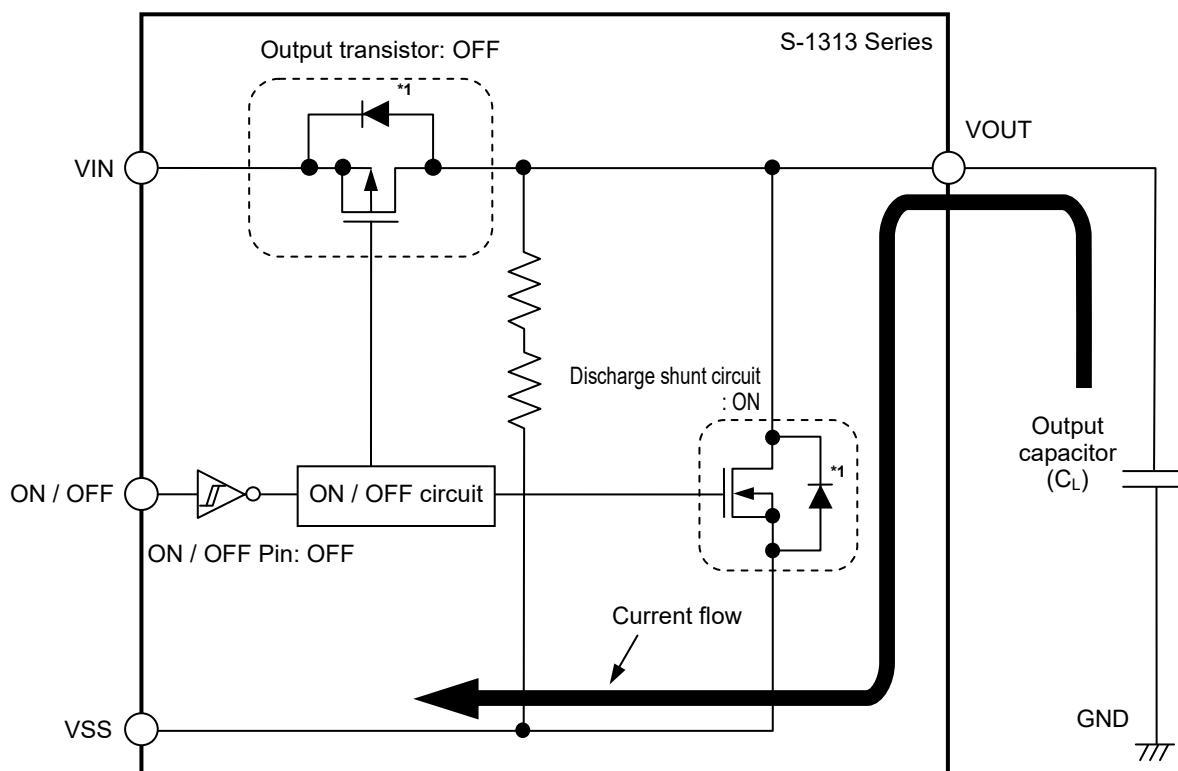 S-1313 Series
Output transistor: OFF
*1
VOUT
VIN
Discharge shunt circuit
: ON
Output
capacitor
(CL)
*1
ON / OFF
ON / OFF circuit
ON / OFF Pin: OFF
Current flow
GND
VSS